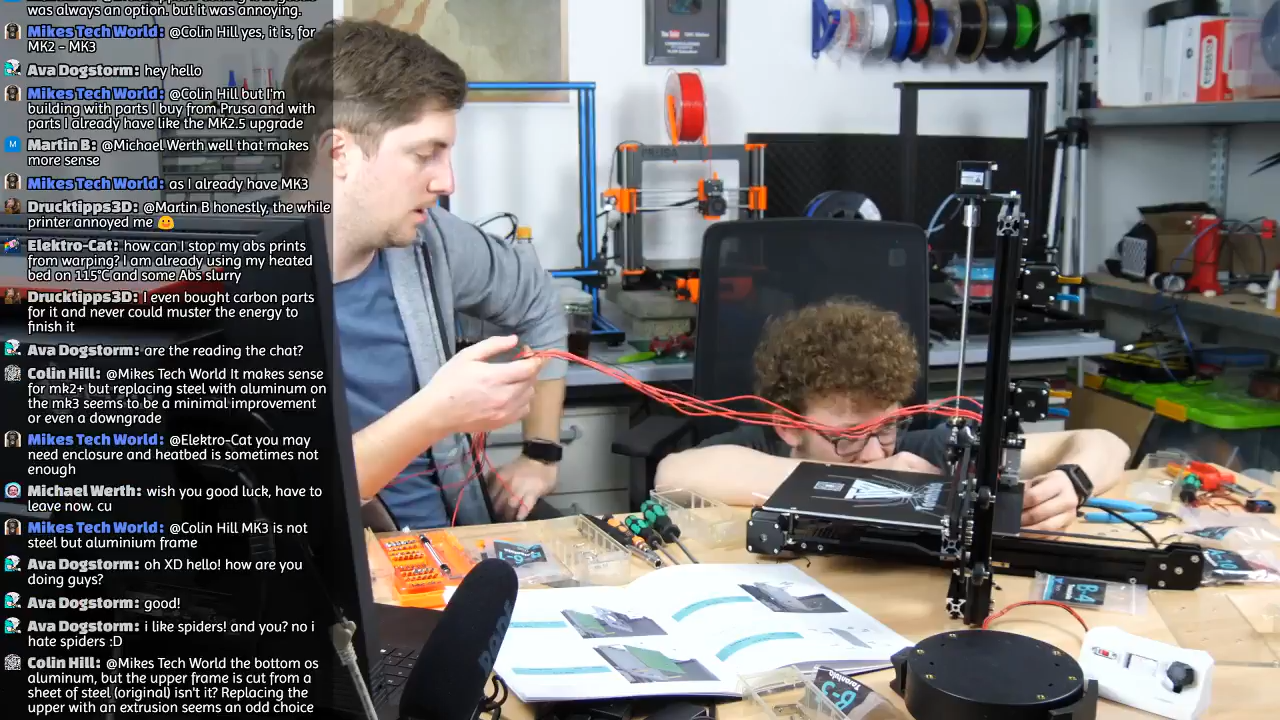 was always an option, but it was annoying.
Mikes Tech World: @Colin Hill yes, it is, for
MK2 - MK3
Ava Dogstorm: hey hello
Mikes Tech World: @Colin Hill but I'm
building with parts I buy from Prusa and with
parts I already have like the MK2.5 upgrade
Martin B: @Michael Werth well that makes
more sense
Mikes Tech World: as I already have MK3
Drucktipps3D: @Martin B honestly, the while
printer annoyed me
Elektro-Cat: how can I stop my abs prints
from warping? I am already using my heated
bed on 115°C and some Abs slurry
Drucktipps3D: I even bought carbon parts
for it and never could muster the energy to
finish it
Ava Dogstorm: are the reading the chat?
Colin Hill: @Mikes Tech World It makes sense
for mk2+ but replacing steel with aluminum on
the mk3 seems to be a minimal improvement
or even a downgrade
Mikes Tech World: @Elektro-Cat you may
need enclosure and heatred is sometimes not
enough
Michael Werth: wish you good luck, have to
leave now. cu
Mikes Tech World: @Colin Hill MK3 is not
steel but aluminium frame
Ava Dogstorm: oh XD hello! how are you
doing guys?
Ava Dogstorm: good!
Ava Dogstorm: i like spiders! and you? no i
hate spiders :D
Colin Hill: @Mikes Tech World the bottom os
aluminum, but the upperframe is cut from a
sheet of steel (original) isn't it? Replacing the
upper with an extrusion seems an odd choice
PRUSA
B-4
B-3